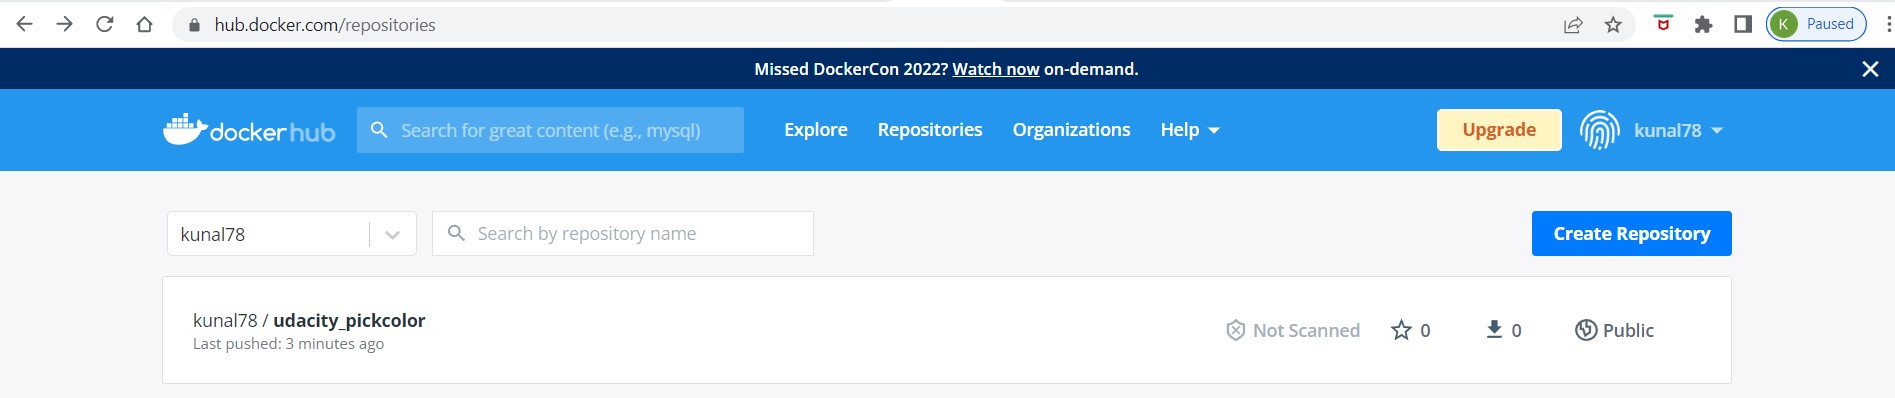 hub.docker.com/repositories
K Paused
Missed DockerCon 2022? Watch now on-demand.
dockerhub
Search for great content (e.g., mysql)
Explore Repositories Organizations Help
Upgrade
kunal78
kunal78
Search by repository name
Create Repository
kunal78 / udacity_pickcolor
Last pushed: 3 minutes ago
Not Scanned 0 0 Public